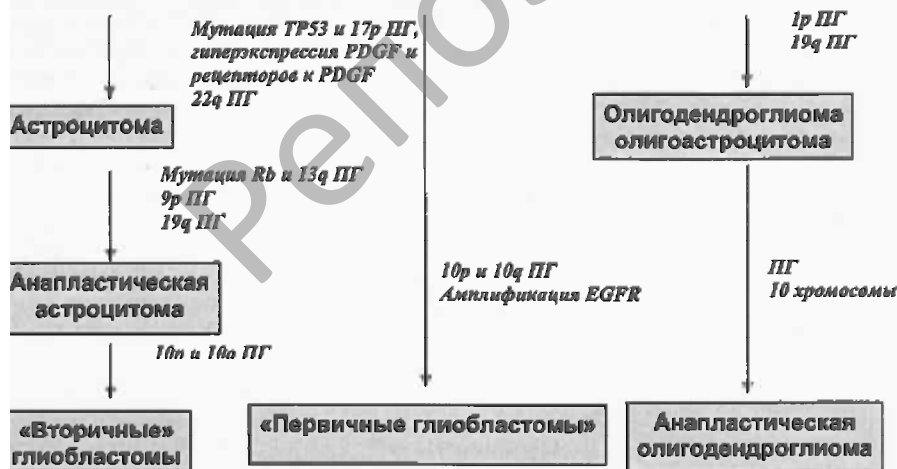 Мутация TP53 и 17p ПГ,
гиперэкспрессия PDGF и
рецепторов к PDGF
22q ПГ
1p ПГ
19q ПГ
Астроцитома
Олигодендроглиома
олигоастроцитома
Мутация Rb и 13q ПГ
9p ПГ
19q ПГ
Анапластическая
астроцитома
10p и 10q ПГ
Амплификация EGFR
ПГ
10 хромосомы
10п и 10q ПГ
«Вторичные»
глиобластомы
«Первичные глиобластомы»
Анапластическая
олигодендроглиома
Репоз